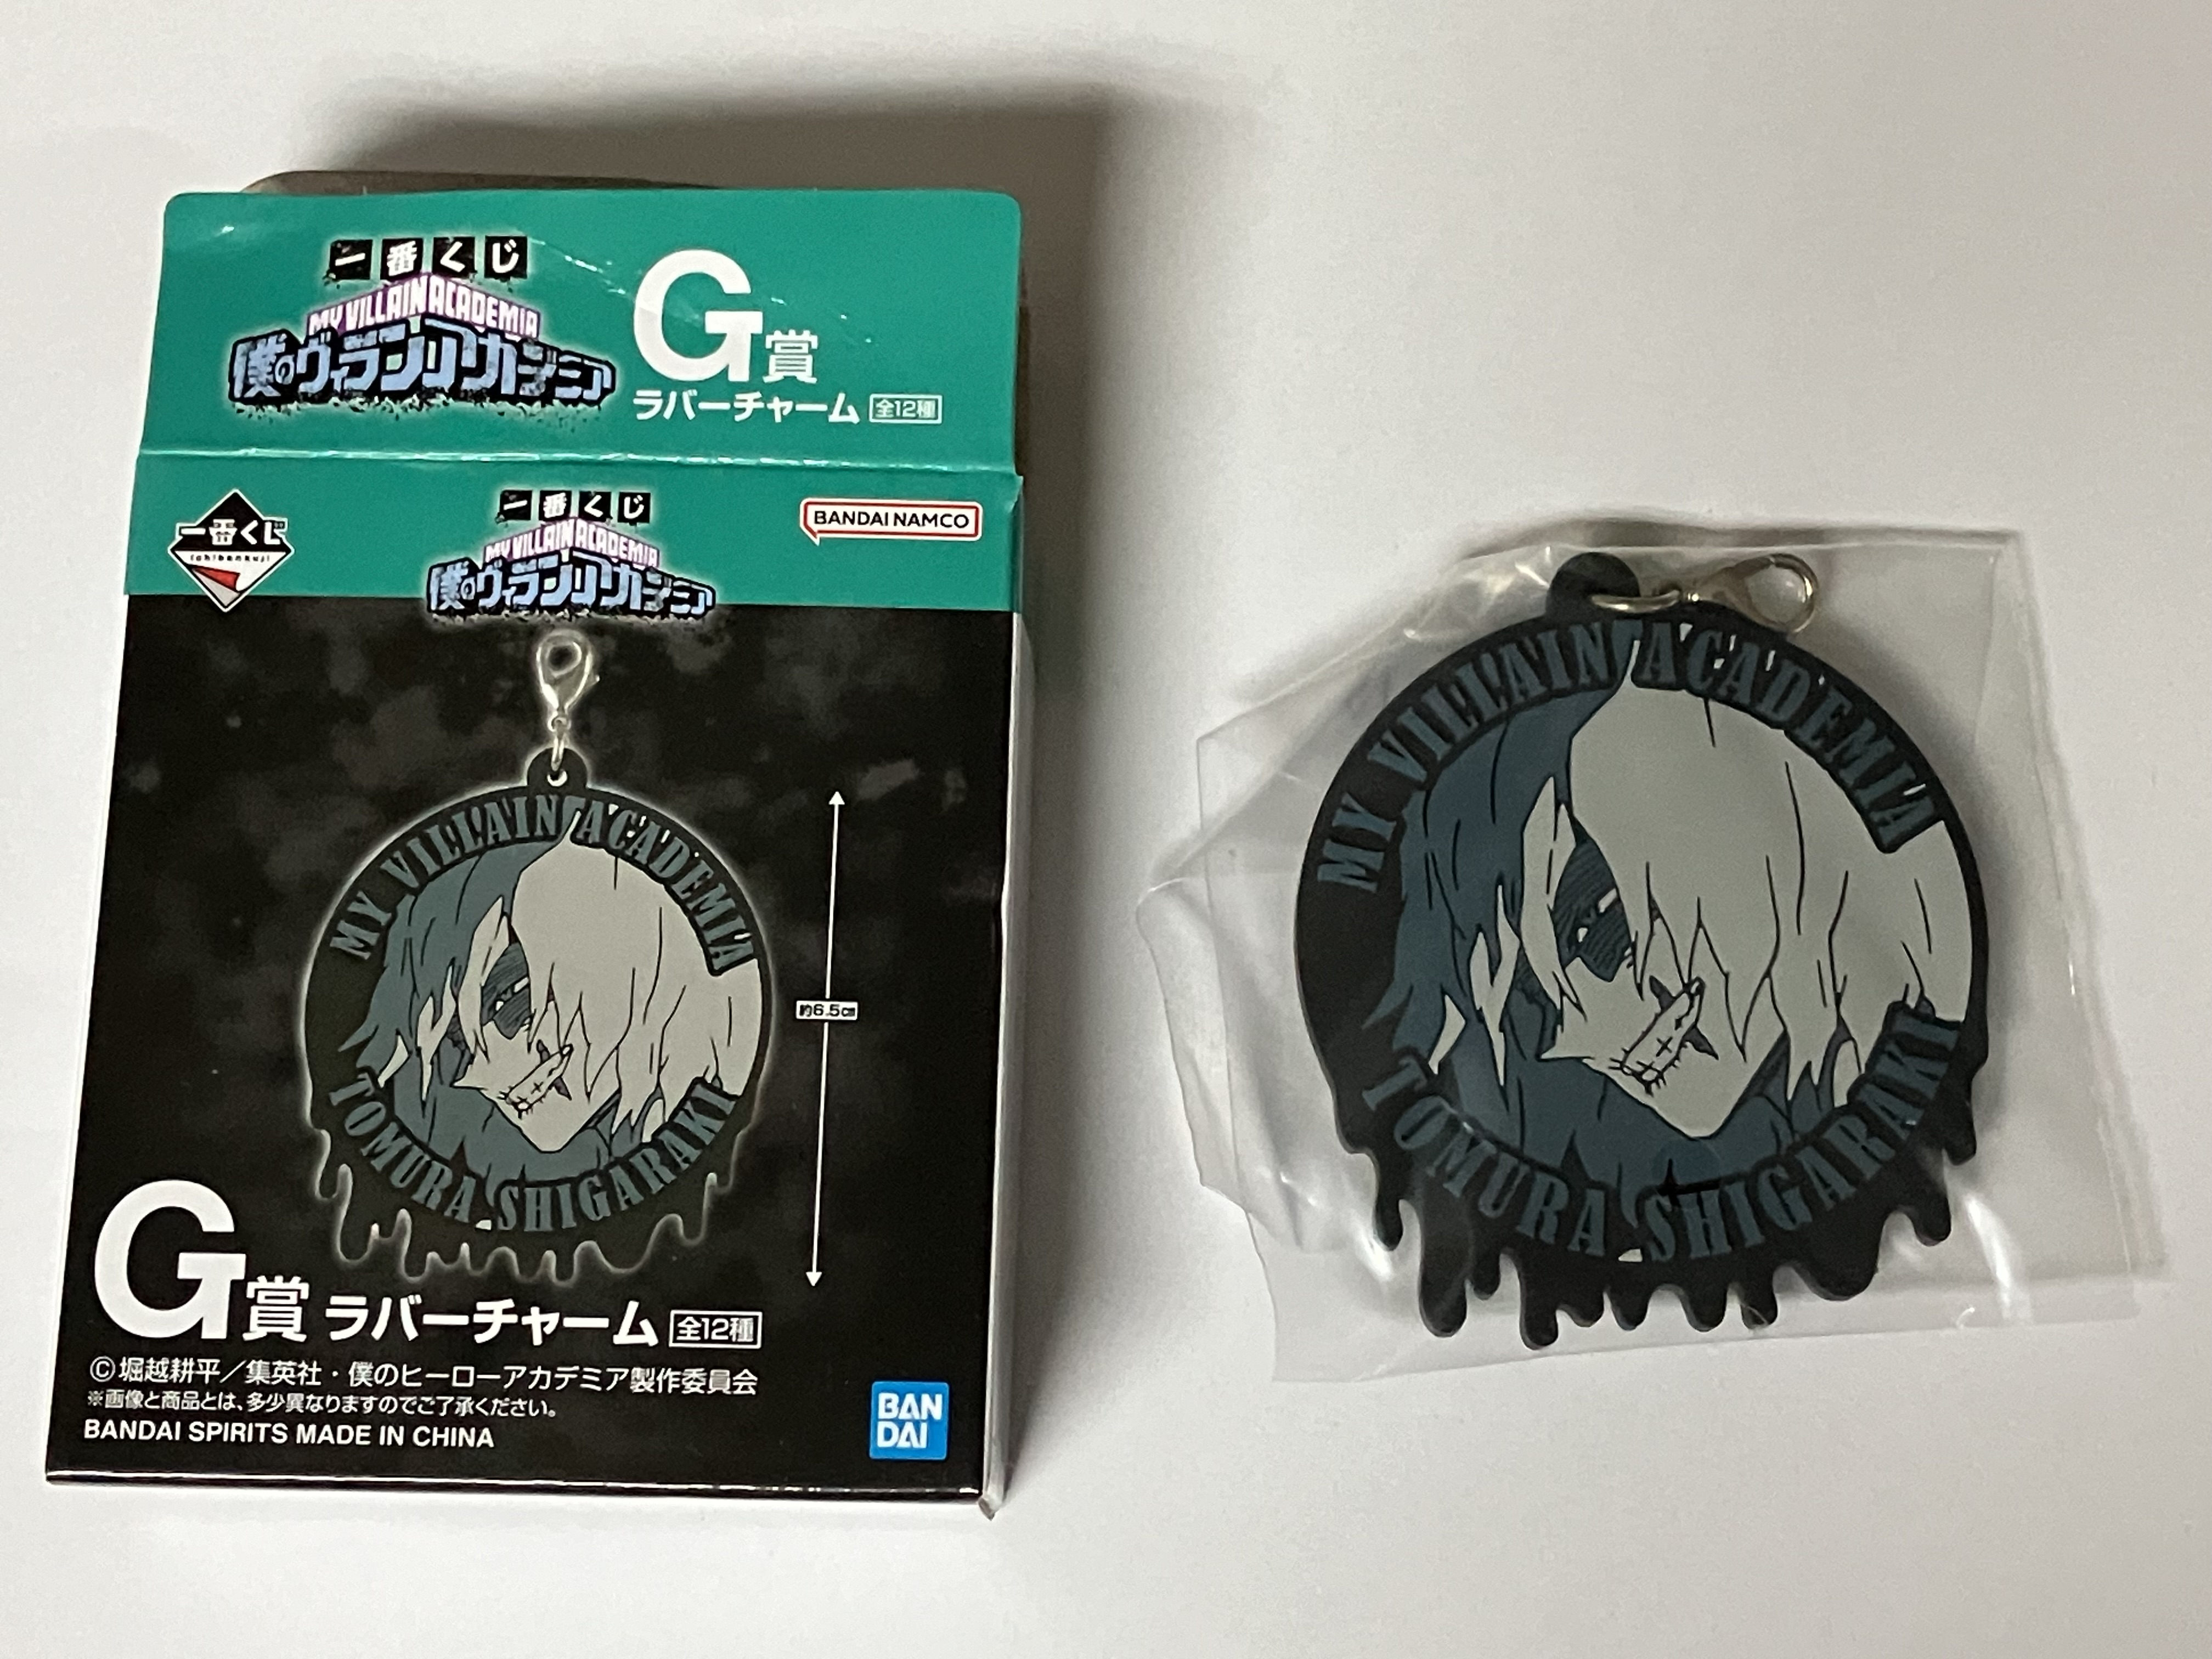 一番くじ
MY VILLAIN ACADEMIA
僕のヴィランアカデミア
G賞
ラバーチャーム 全12種
一番くじ
ichibankuji
一番くじ
MY VILLAIN ACADEMIA
僕のヴィランアカデミア
BANDAI NAMCO
MY VILLAIN ACADEMIA
TOMURA SHIGARAKI
約6.5cm
G賞 ラバーチャーム 全12種
©堀越耕平／集英社・僕のヒーローアカデミア製作委員会
※画像と商品とは、多少異なりますのでご了承ください。
BANDAI SPIRITS MADE IN CHINA
BAN
DAI
MY VILLAIN ACADEMIA
TOMURA SHIGARAKI